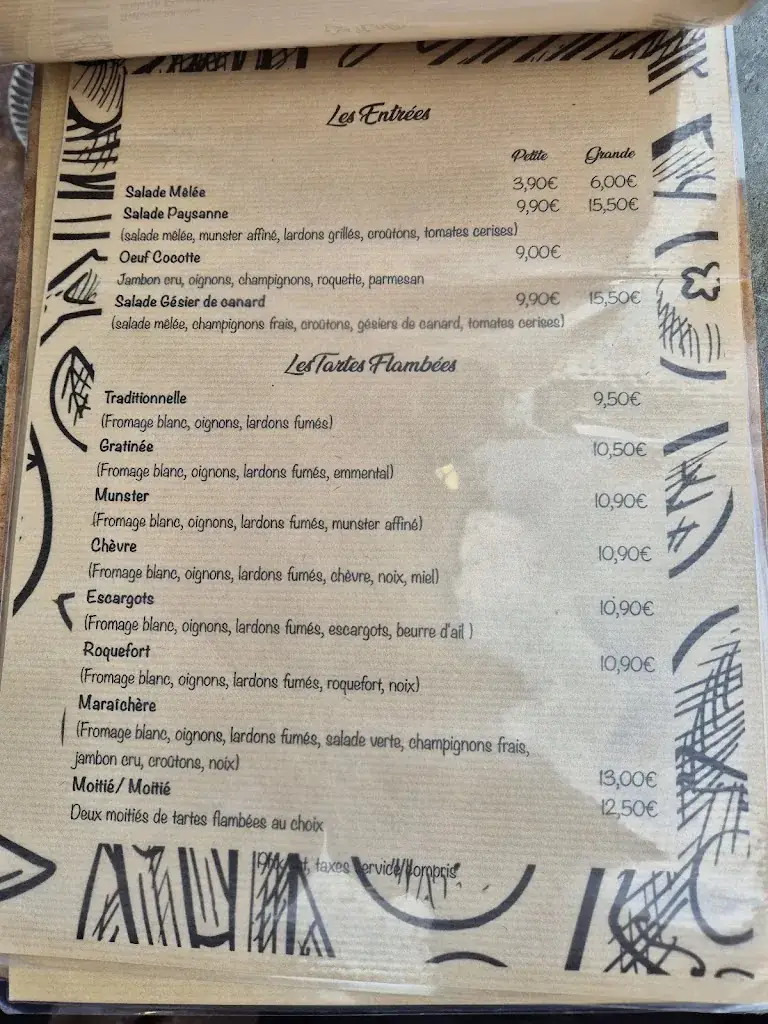 Les Entrées
Petite Grande
Salade Mêlée 3,90€ 6,00€
Salade Paysanne 9,90€ 15,50€
(salade mêlée, munster affiné, lardons grillés, croûtons, tomates cerises)
Oeuf Cocotte 9,00€
Jambon cru, oignons, champignons, roquette, parmesan
Salade Gésier de canard 9,90€ 15,50€
(salade mêlée, champignons frais, croûtons, gésiers de canard, tomates cerises)
Les Tartes Flambées
Traditionnelle 9,50€
(Fromage blanc, oignons, lardons fumés)
Gratinée 10,50€
(Fromage blanc, oignons, lardons fumés, emmental)
Munster 10,90€
(Fromage blanc, oignons, lardons fumés, munster affiné)
Chèvre 10,90€
(Fromage blanc, oignons, lardons fumés, chèvre, noix, miel)
Escargots 10,90€
(Fromage blanc, oignons, lardons fumés, escargots, beurre d'ail )
Roquefort 10,90€
(Fromage blanc, oignons, lardons fumés, roquefort, noix)
Maraîchère
(Fromage blanc, oignons, lardons fumés, salade verte, champignons frais,
jambon cru, croûtons, noix) 13,00€
Moitié/ Moitié 12,50€
Deux moitiés de tartes flambées au choix
taxes service compris